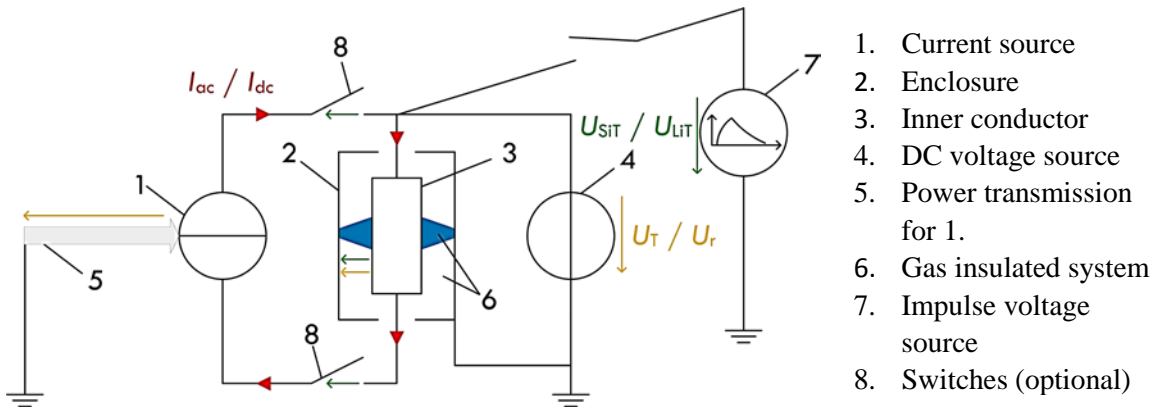 8
I_ac / I_dc
7
U_SiT / U_LiT
2
3
4
1
U_T / U_r
5
6
8
1. Current source
2. Enclosure
3. Inner conductor
4. DC voltage source
5. Power transmission
for 1.
6. Gas insulated system
7. Impulse voltage
source
8. Switches (optional)